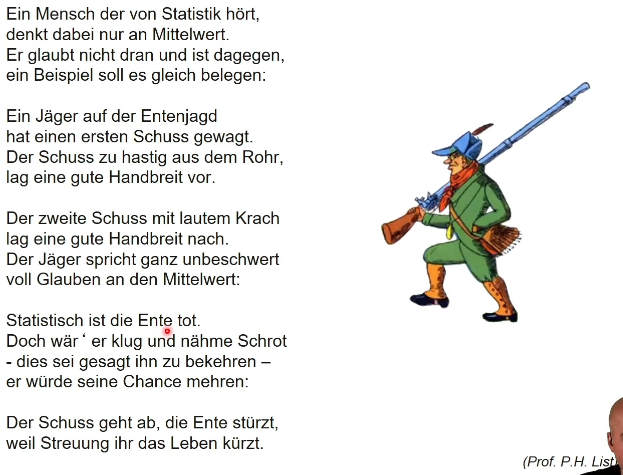 Ein Mensch der von Statistik hört,
denkt dabei nur an Mittelwert.
Er glaubt nicht dran und ist dagegen,
ein Beispiel soll es gleich belegen:
Ein Jäger auf der Entenjagd
hat einen ersten Schuss gewagt.
Der Schuss zu hastig aus dem Rohr,
lag eine gute Handbreit vor.
Der zweite Schuss mit lautem Krach
lag eine gute Handbreit nach.
Der Jäger spricht ganz unbeschwert
voll Glauben an den Mittelwert:
Statistisch ist die Ente tot.
Doch wär ‘ er klug und nähme Schrot
- dies sei gesagt ihn zu bekehren –
er würde seine Chance mehren:
Der Schuss geht ab, die Ente stürzt,
weil Streuung ihr das Leben kürzt.
(Prof. P.H.